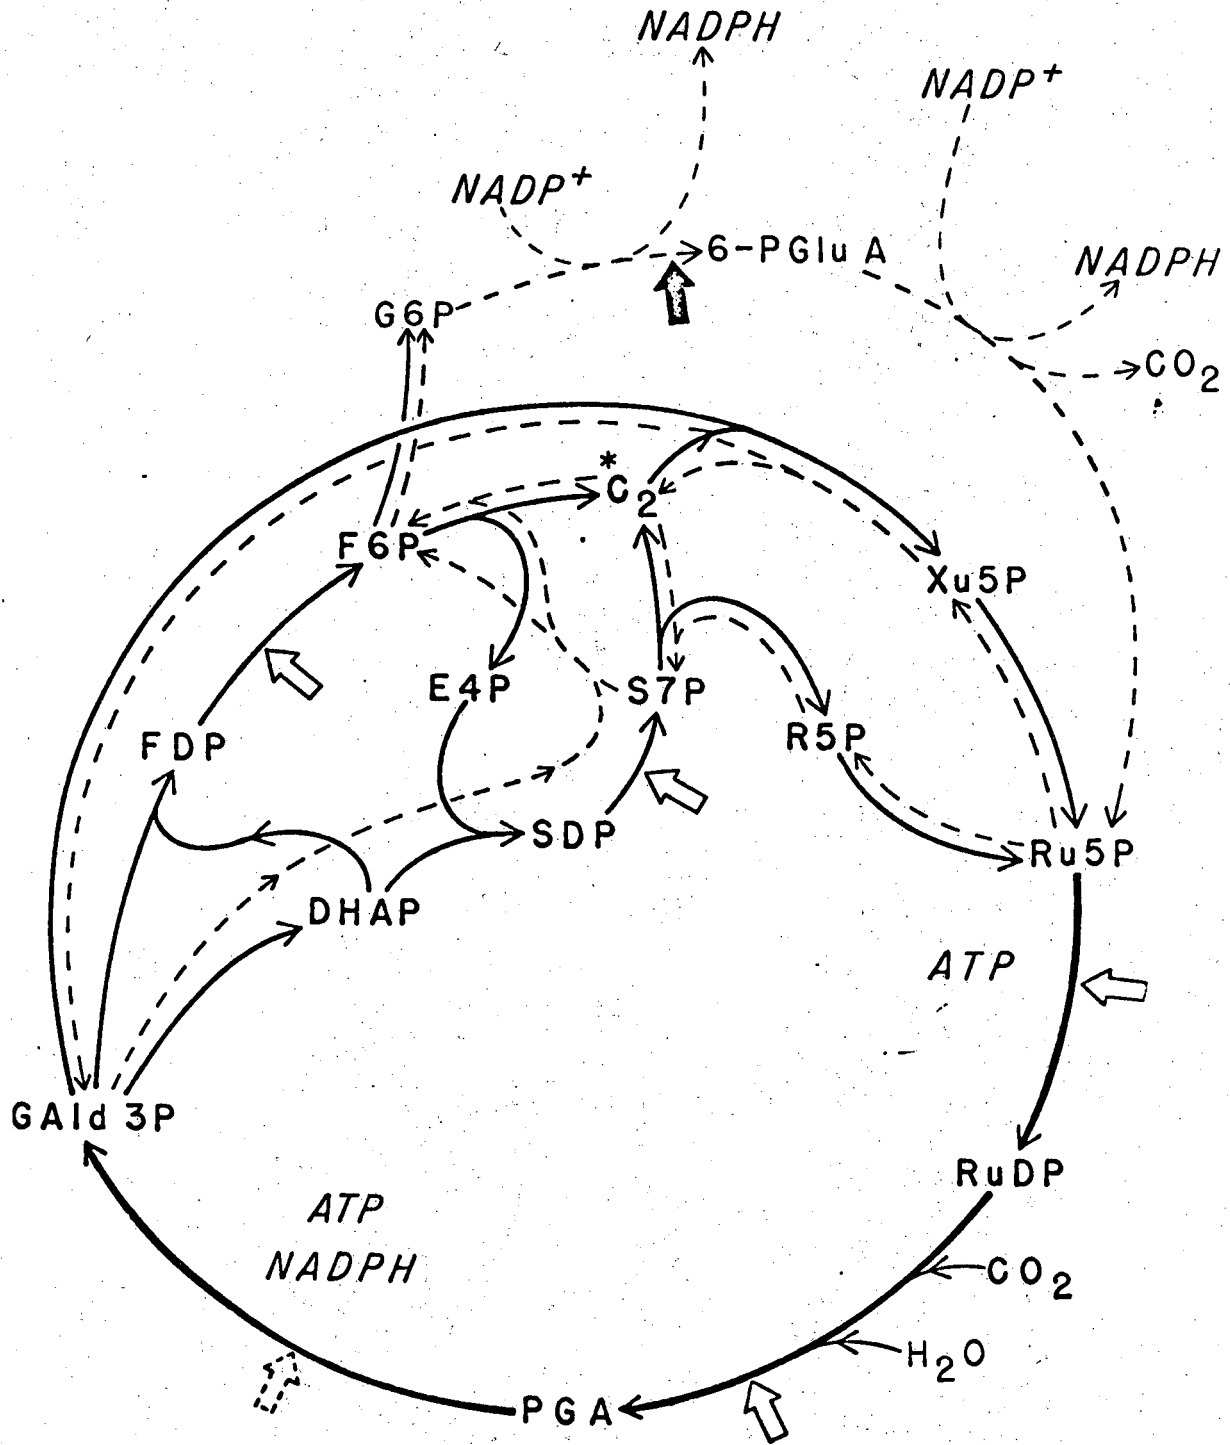 NADPH
NADP+
NADP+
6-PGluA
NADPH
G6P
CO2
*
C2
F6P
Xu5P
E4P
S7P
R5P
FDP
SDP
Ru5P
DHAP
ATP
GAld 3P
RuDP
ATP
NADPH
CO2
H2O
PGA